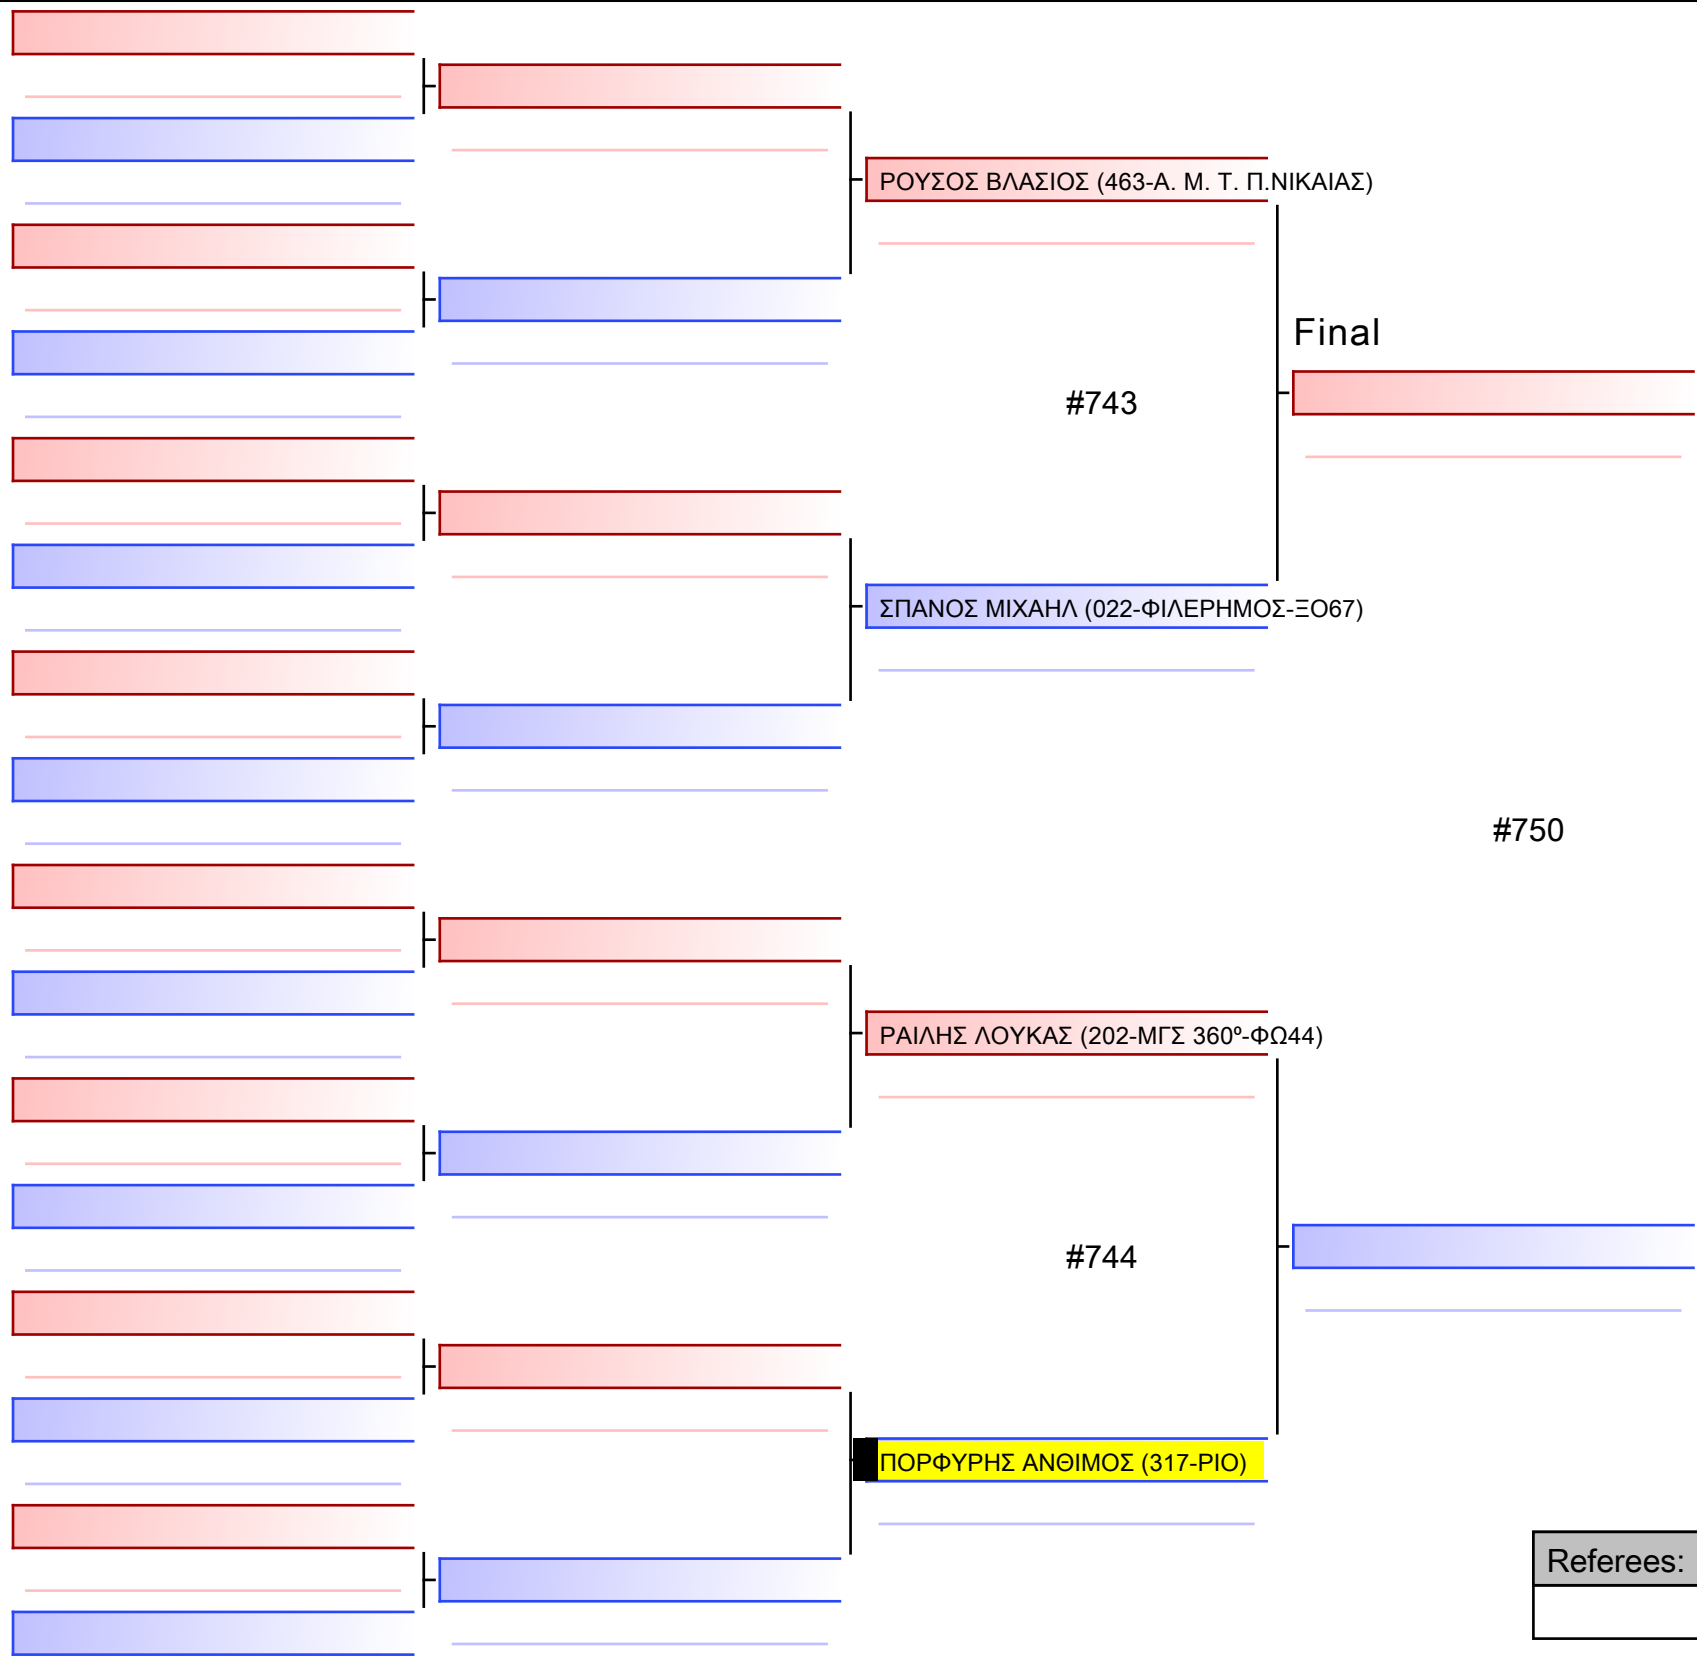 ΡΟΥΣΟΣ ΒΛΑΣΙΟΣ (463-Α. Μ. Τ. Π.ΝΙΚΑΙΑΣ)
Final
#743
ΣΠΑΝΟΣ ΜΙΧΑΗΛ (022-ΦΙΛΕΡΗΜΟΣ-ΞΟ67)
#750
ΡΑΙΛΗΣ ΛΟΥΚΑΣ (202-ΜΓΣ 360º-ΦΩ44)
#744
ΠΟΡΦΥΡΗΣ ΑΝΘΙΜΟΣ (317-ΡΙΟ)
Referees: